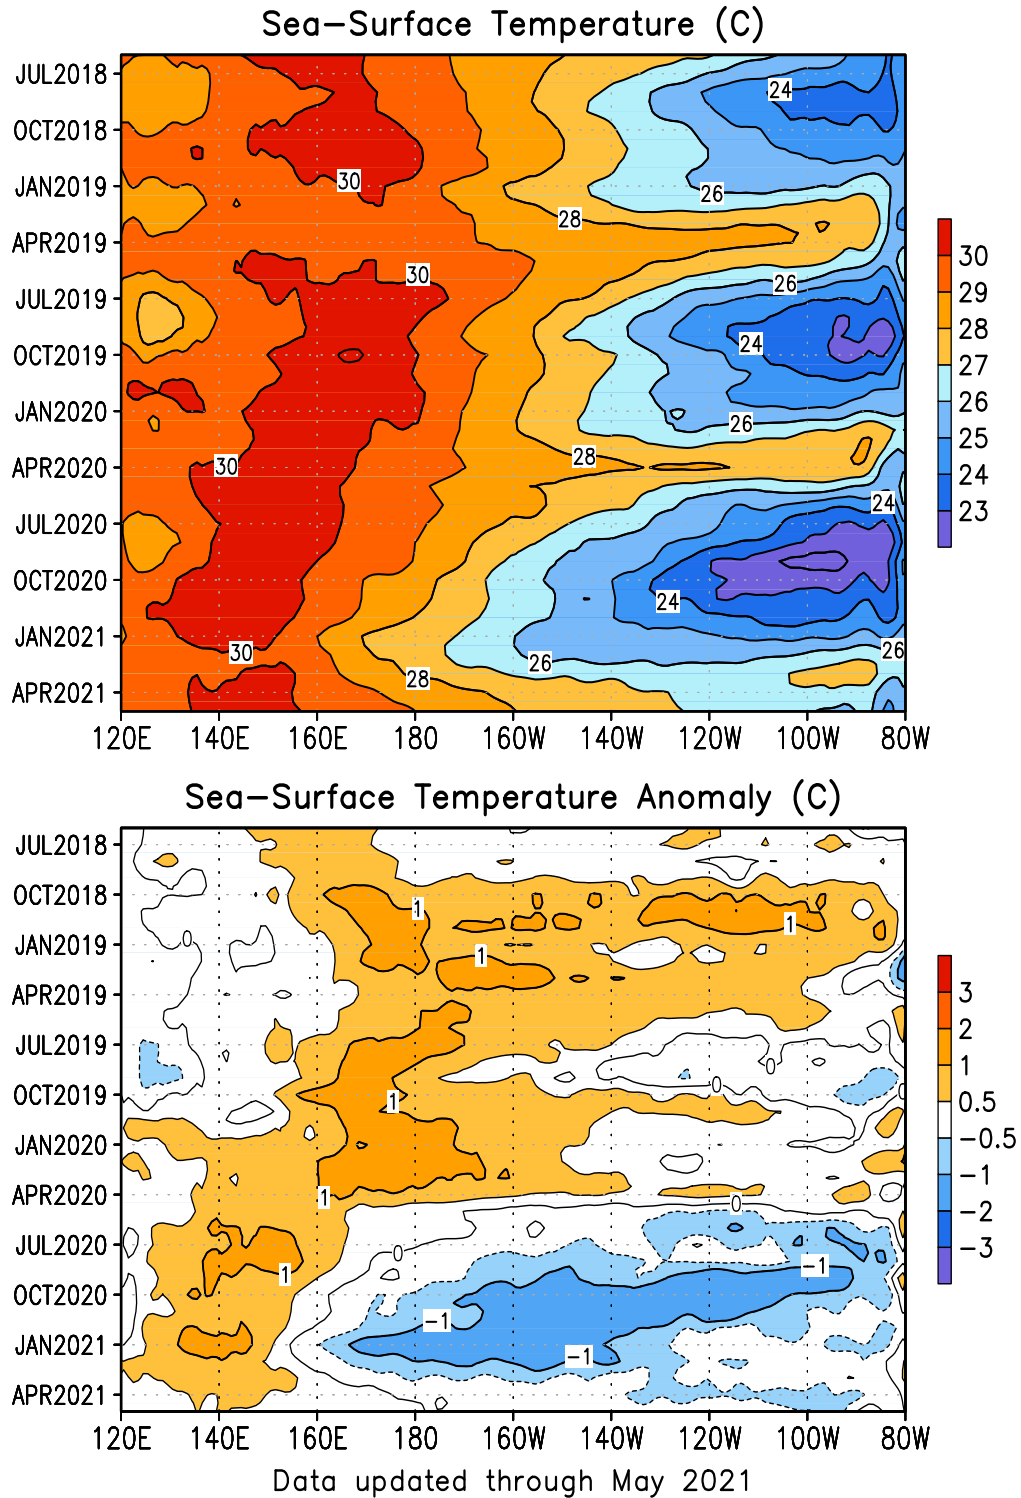 Sea-Surface Temperature (C)
JUL2018
OCT2018
JAN2019
APR2019
JUL2019
OCT2019
JAN2020
APR2020
JUL2020
OCT2020
JAN2021
APR2021
24
30
26
28
30
26
24
26
28
30
24
24
30
26
26
28
120E 140E 160E 180 160W 140W 120W 100W 80W
30
29
28
27
26
25
24
23
Sea-Surface Temperature Anomaly (C)
JUL2018
OCT2018
JAN2019
APR2019
JUL2019
OCT2019
JAN2020
APR2020
JUL2020
OCT2020
JAN2021
APR2021
1
1
0
1
0
0
0
1
1
0
0
1
-1
-1
-1
120E 140E 160E 180 160W 140W 120W 100W 80W
3
2
1
0.5
-0.5
-1
-2
-3
Data updated through May 2021